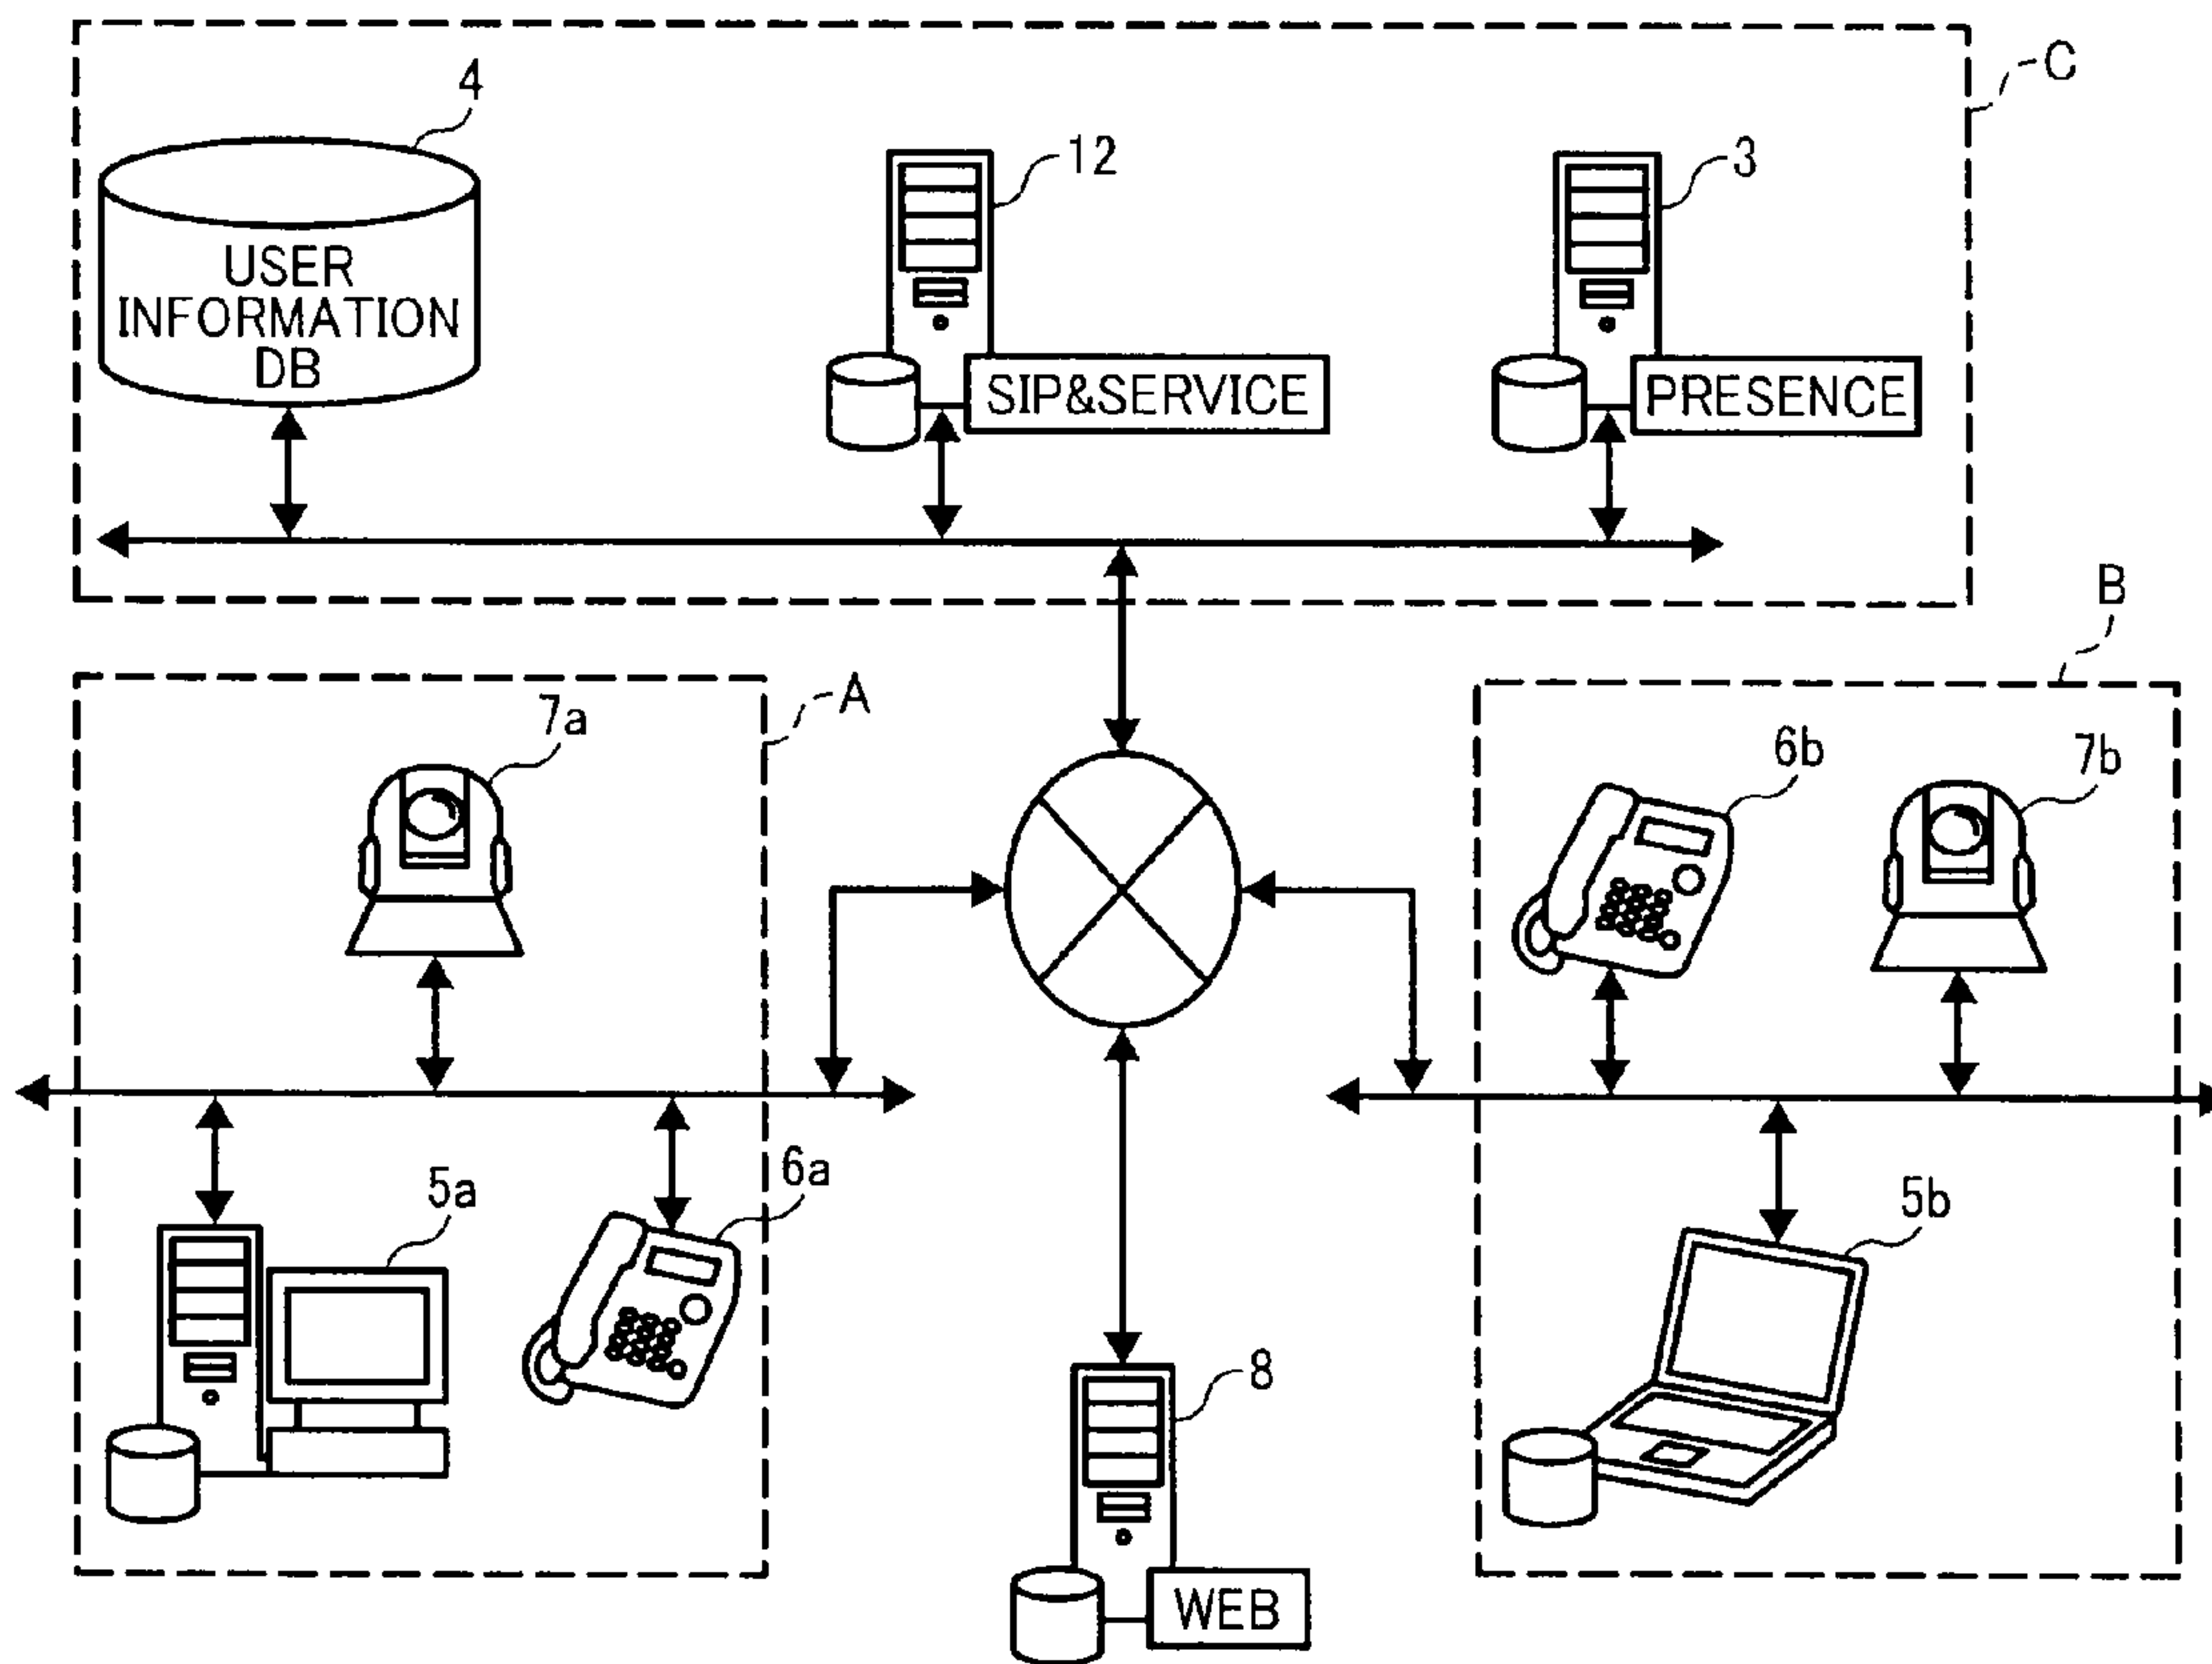 C
4
12
3
USER
INFORMATION
DB
SIP&SERVICE
PRESENCE
B
A
7a
6b
7b
5a
6a
5b
8
WEB